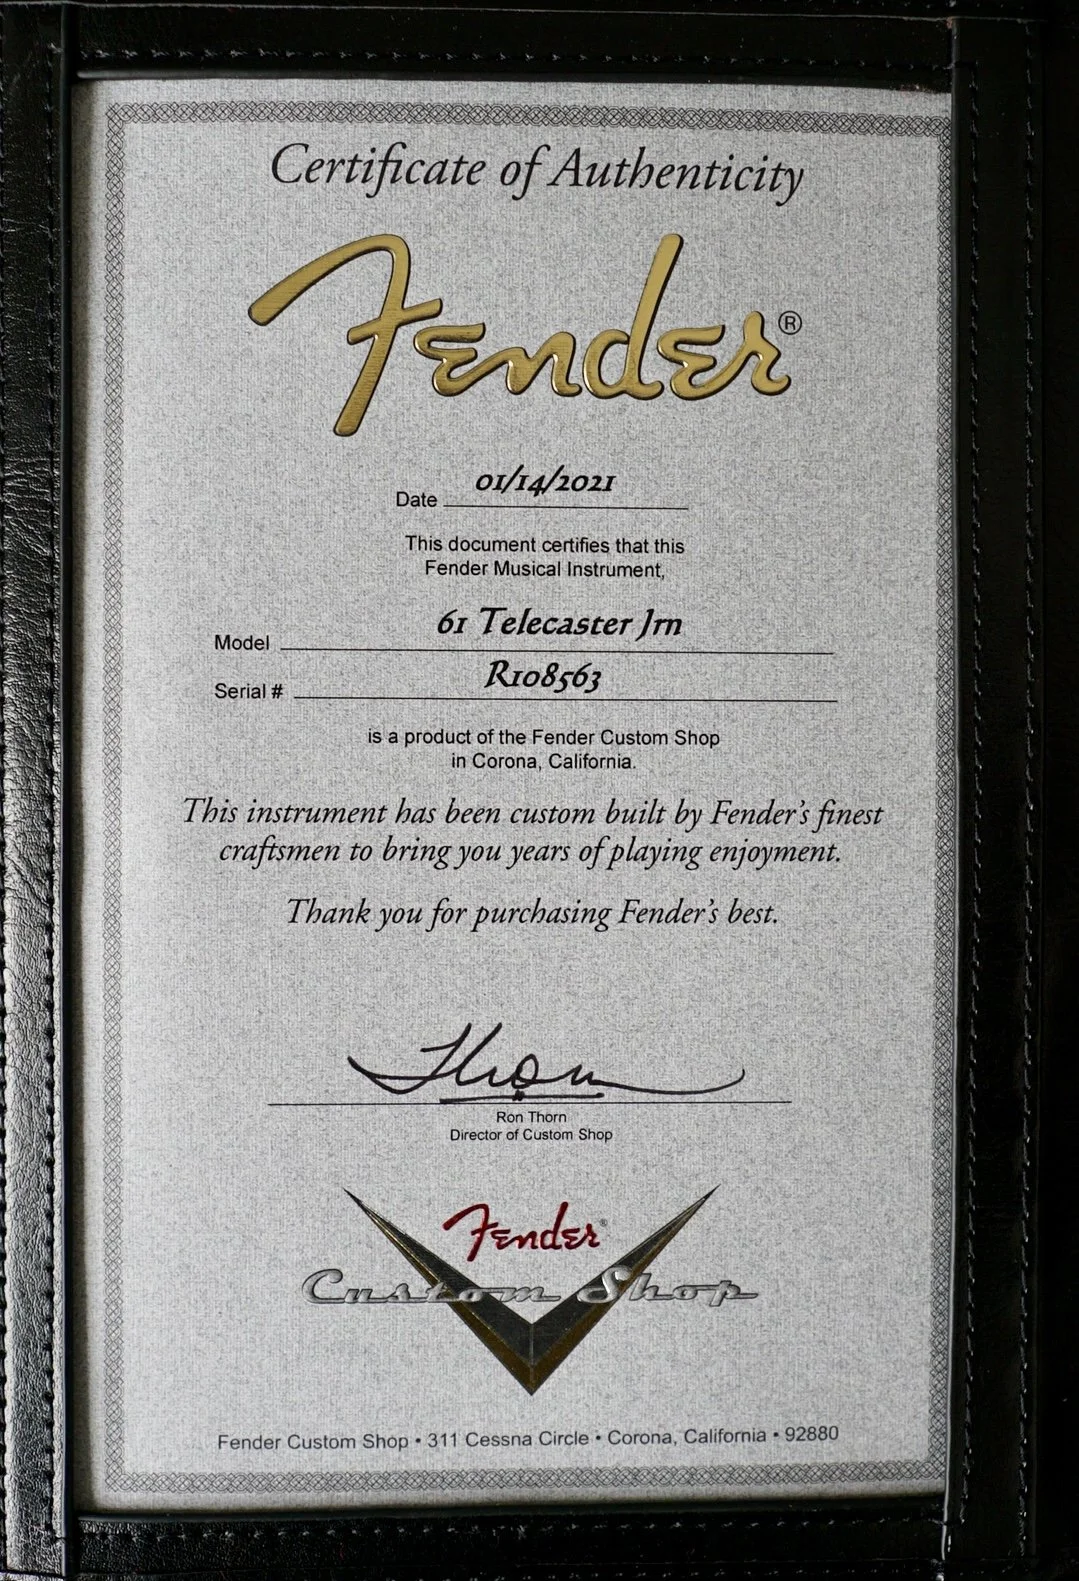 Certificate of Authenticity
Fender®
Date 01/14/2021
This document certifies that this
Fender Musical Instrument,
Model 61 Telecaster Jrn
Serial # R108563
is a product of the Fender Custom Shop
in Corona, California.
This instrument has been custom built by Fender's finest
craftsmen to bring you years of playing enjoyment.
Thank you for purchasing Fender's best.
Thorn
Ron Thorn
Director of Custom Shop
Fender®
Custom Shop
Fender Custom Shop • 311 Cessna Circle • Corona, California • 92880